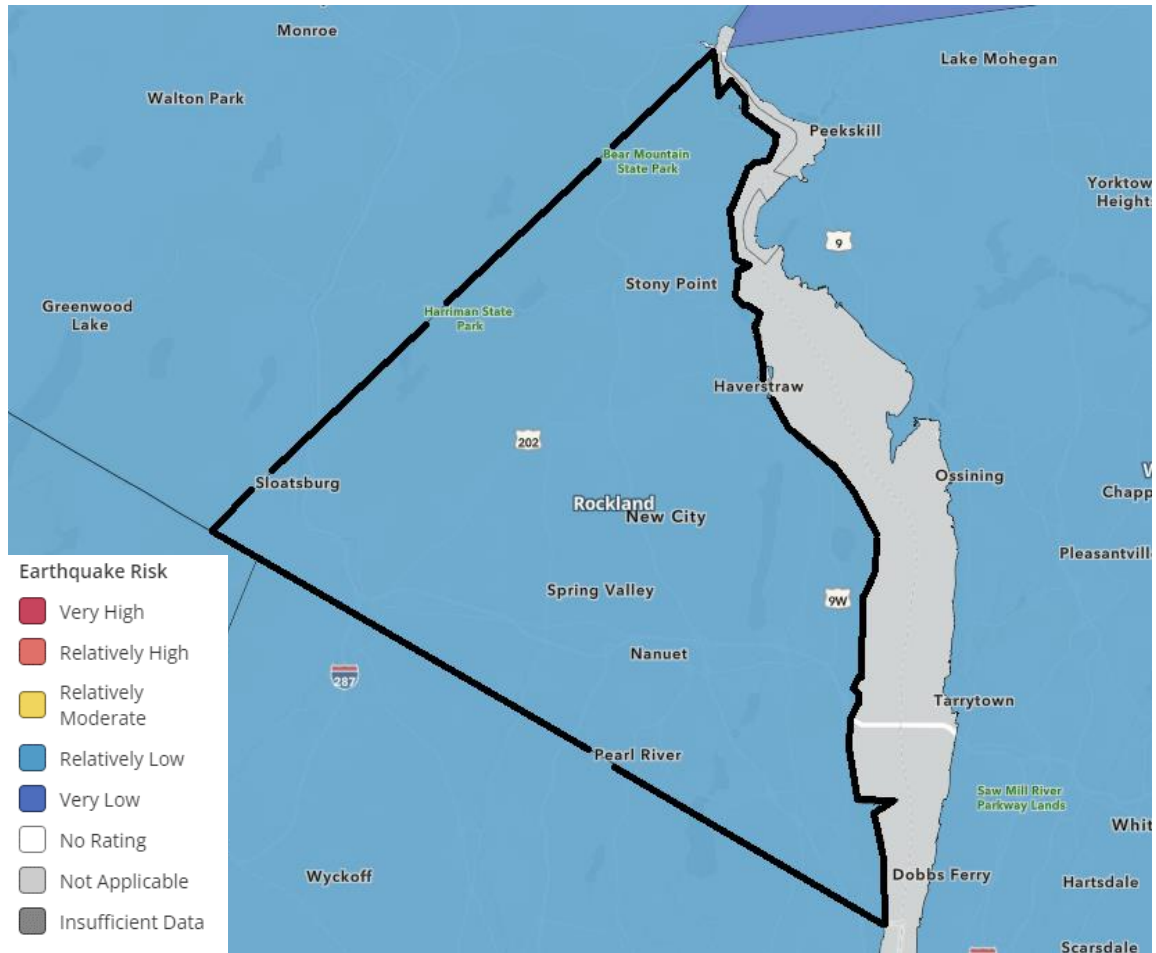 Monroe
Lake Mohegan
Walton Park
Peekskill
Bear Mountain
State Park
Yorktow
Heights
9
Stony Point
Greenwood
Lake
Harriman State
Park
Haverstraw
202
Sloatsburg
Ossining
W
Chapp
Rockland
New City
Pleasantville
Earthquake Risk
Very High
Relatively High
Relatively
Moderate
Relatively Low
Very Low
No Rating
Not Applicable
Insufficient Data
Spring Valley
9W
Nanuet
287
Tarrytown
Pearl River
Saw Mill River
Parkway Lands
Whit
Wyckoff
Dobbs Ferry
Hartsdale
Scarsdale